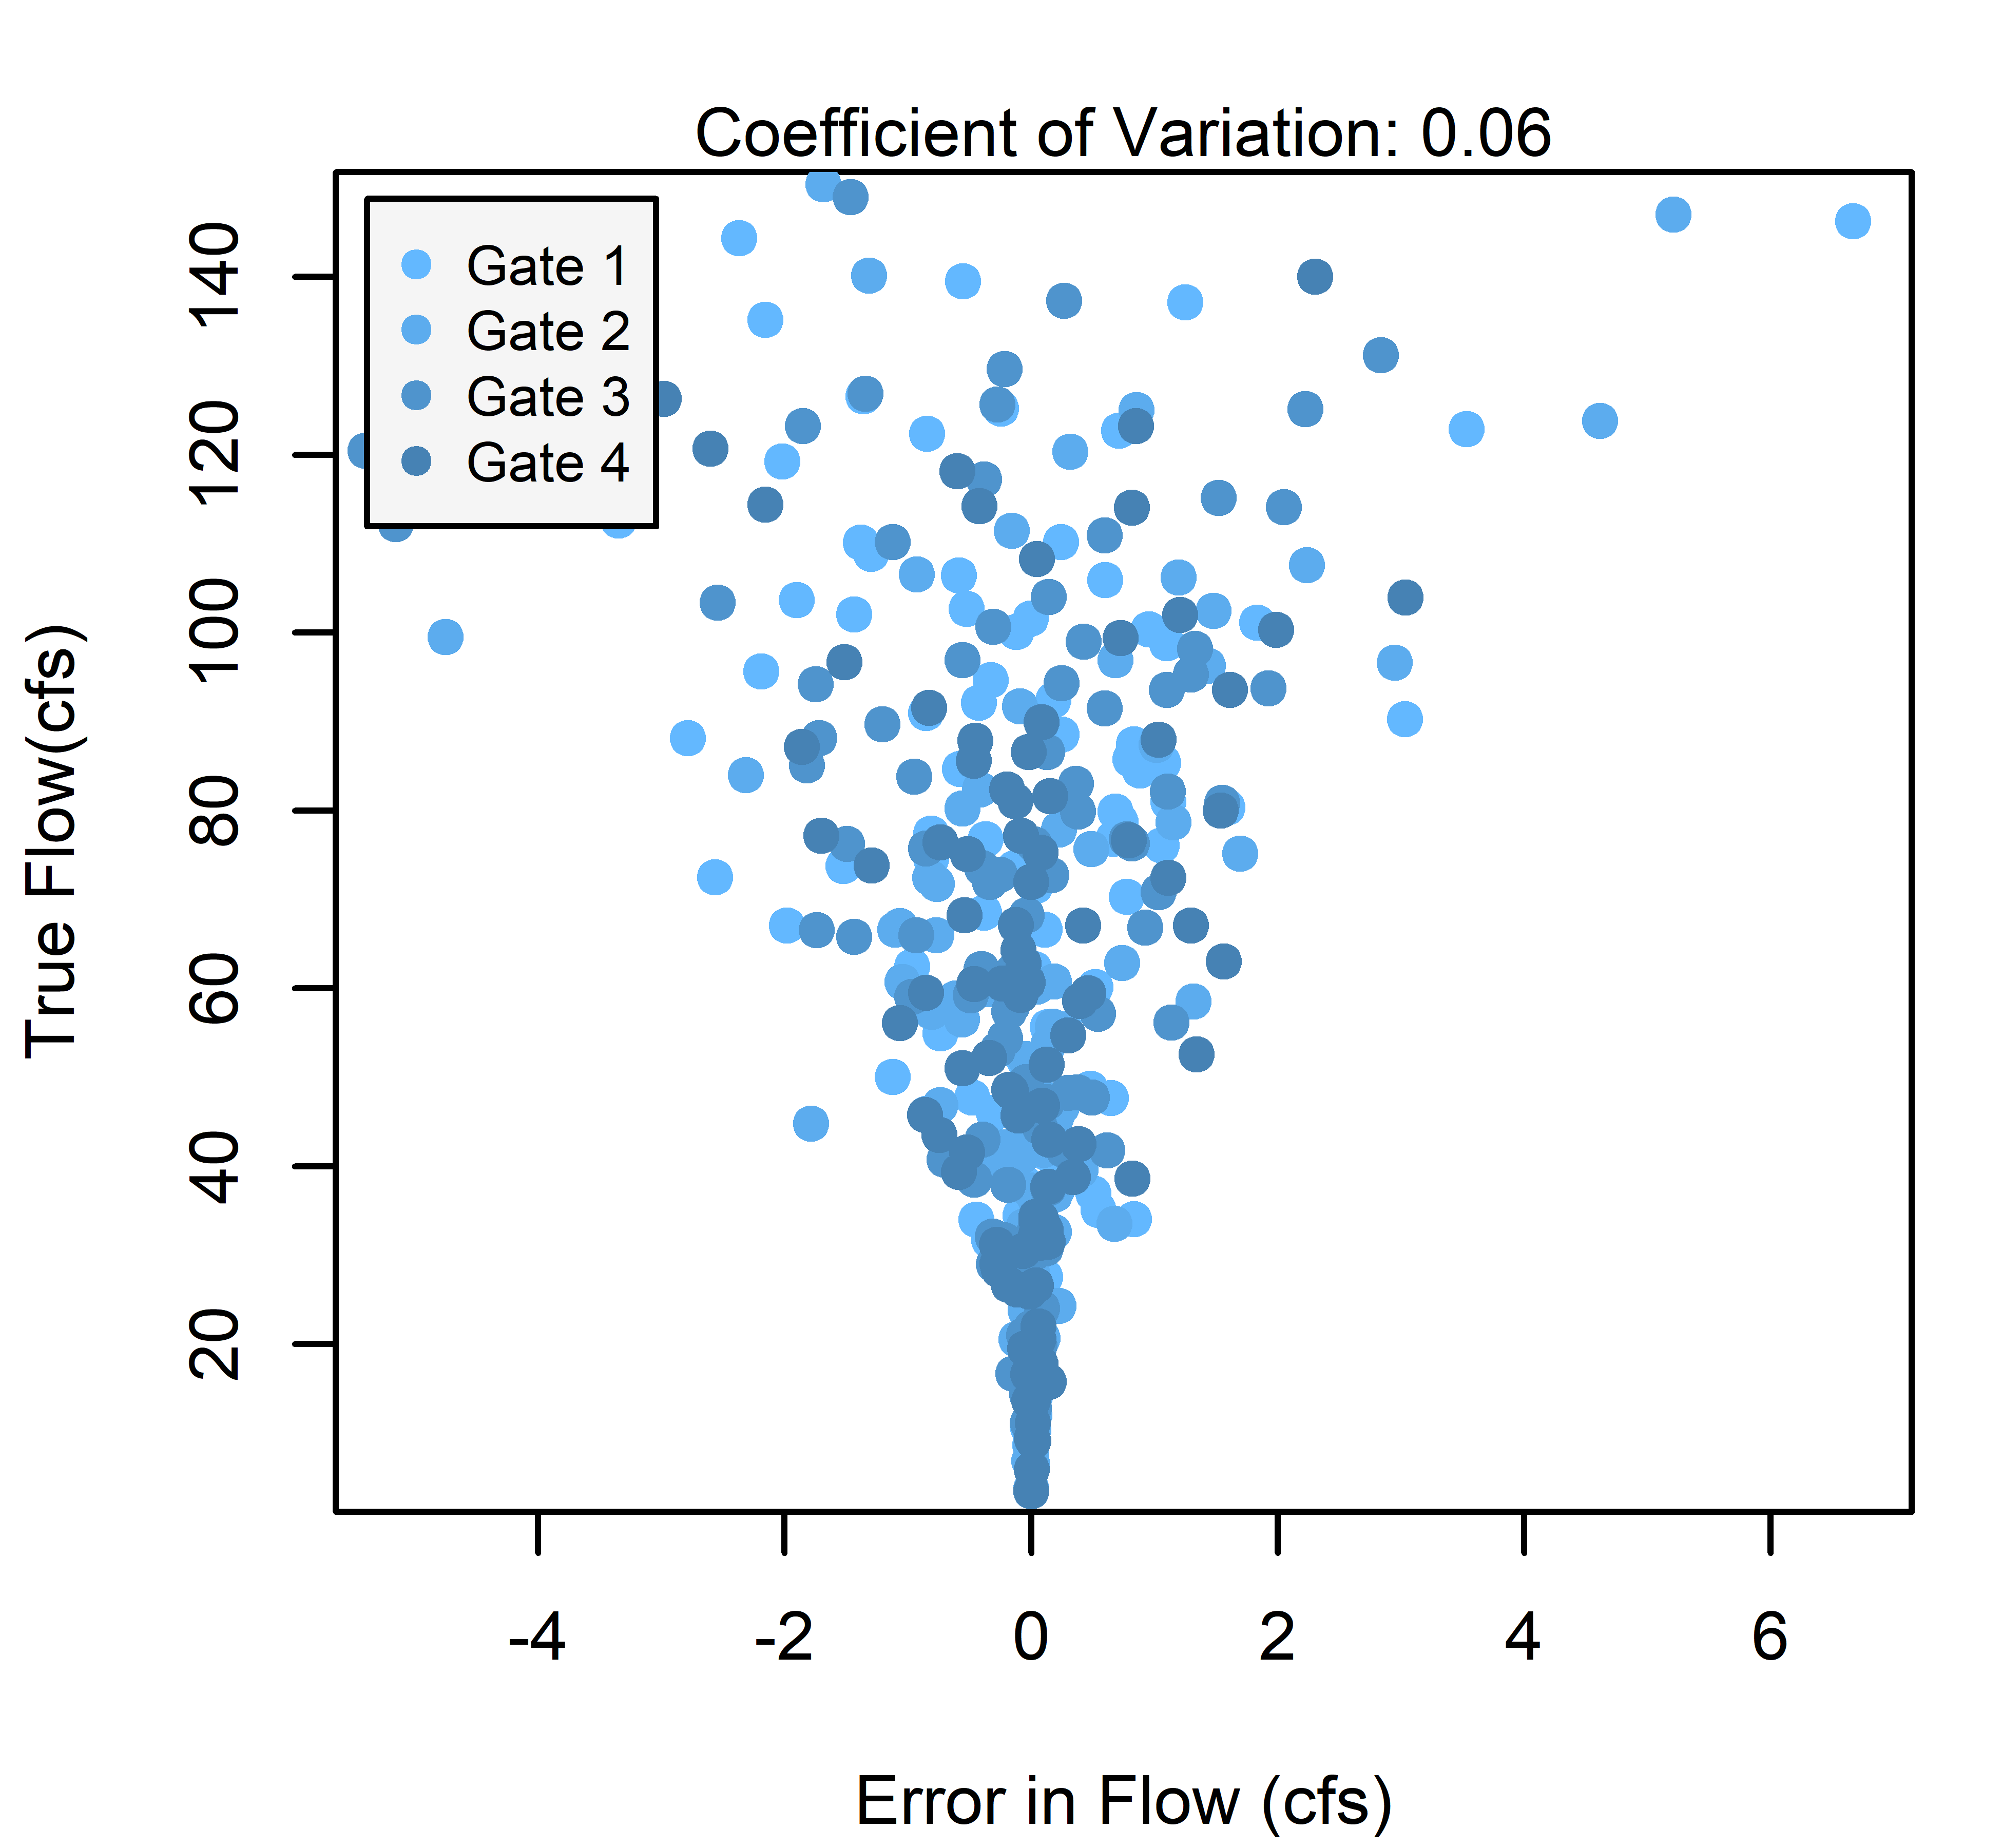 Coefficient of Variation: 0.06
Gate 1
Gate 2
Gate 3
Gate 4
True Flow(cfs)
140
120
100
80
60
40
20
-4 -2 0 2 4 6
Error in Flow (cfs)